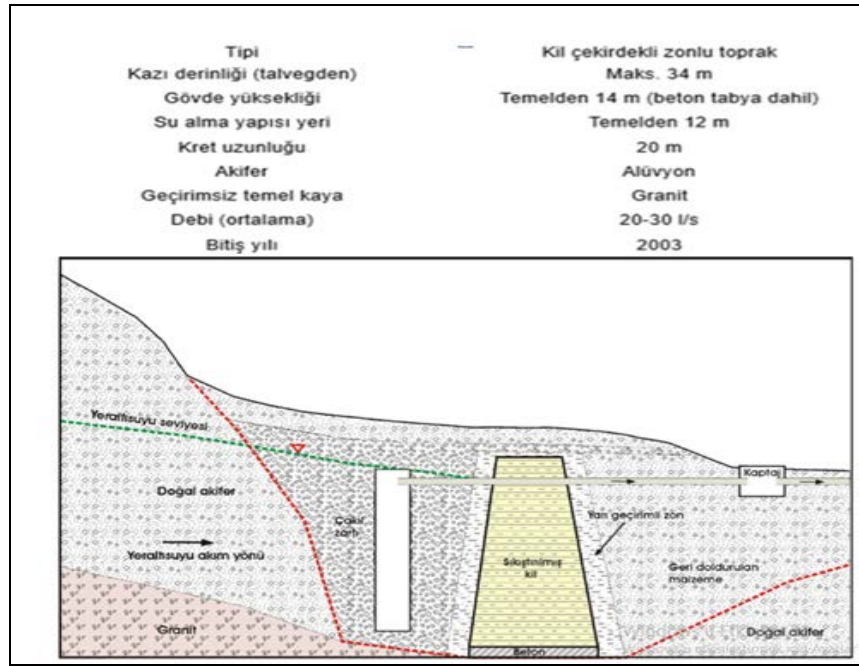 Tipi Kil çekirdekli zonlu toprak
Kazı derinliği (talvegden) Maks. 34 m
Gövde yüksekliği Temelden 14 m (beton tabya dahil)
Su alma yapısı yeri Temelden 12 m
Kret uzunluğu 20 m
Akifer Alüvyon
Geçirimsiz temel kaya Granit
Debi (ortalama) 20-30 l/s
Bitiş yılı 2003
Yeraltısuyu seviyesi
Kaptaj
Doğal akifer
Çakıl
zarfı
Yarı geçirimli zon
Yeraltısuyu akım yönü
Sıkıştırılmış
kil
Geri doldurulan
malzeme
Granit
Doğal akifer
Beton